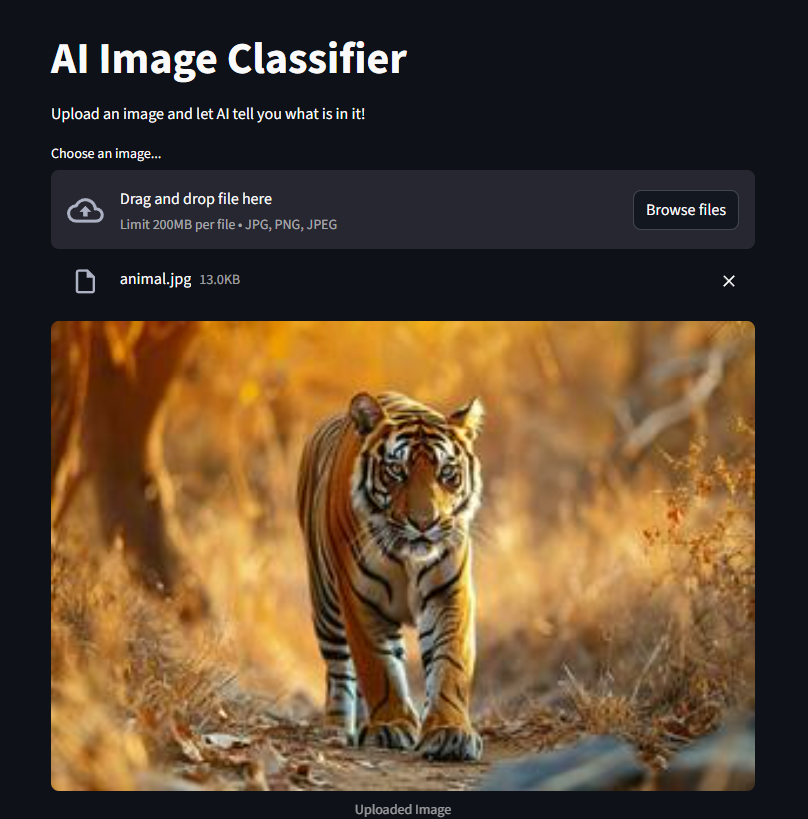 AI Image Classifier
Upload an image and let AI tell you what is in it!
Choose an image...
Drag and drop file here
Limit 200MB per file • JPG, PNG, JPEG
Browse files
animal.jpg 13.0KB
Uploaded Image